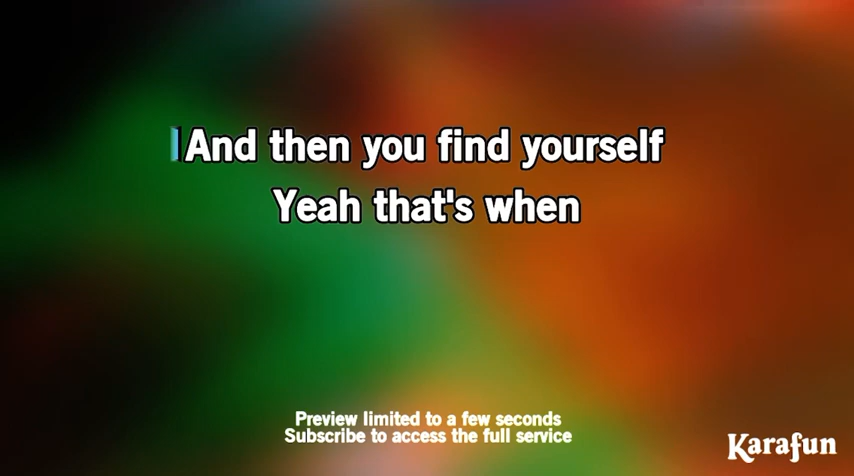 And then you find yourself
Yeah that's when
Preview limited to a few seconds
Subscribe to access the full service
Karafun